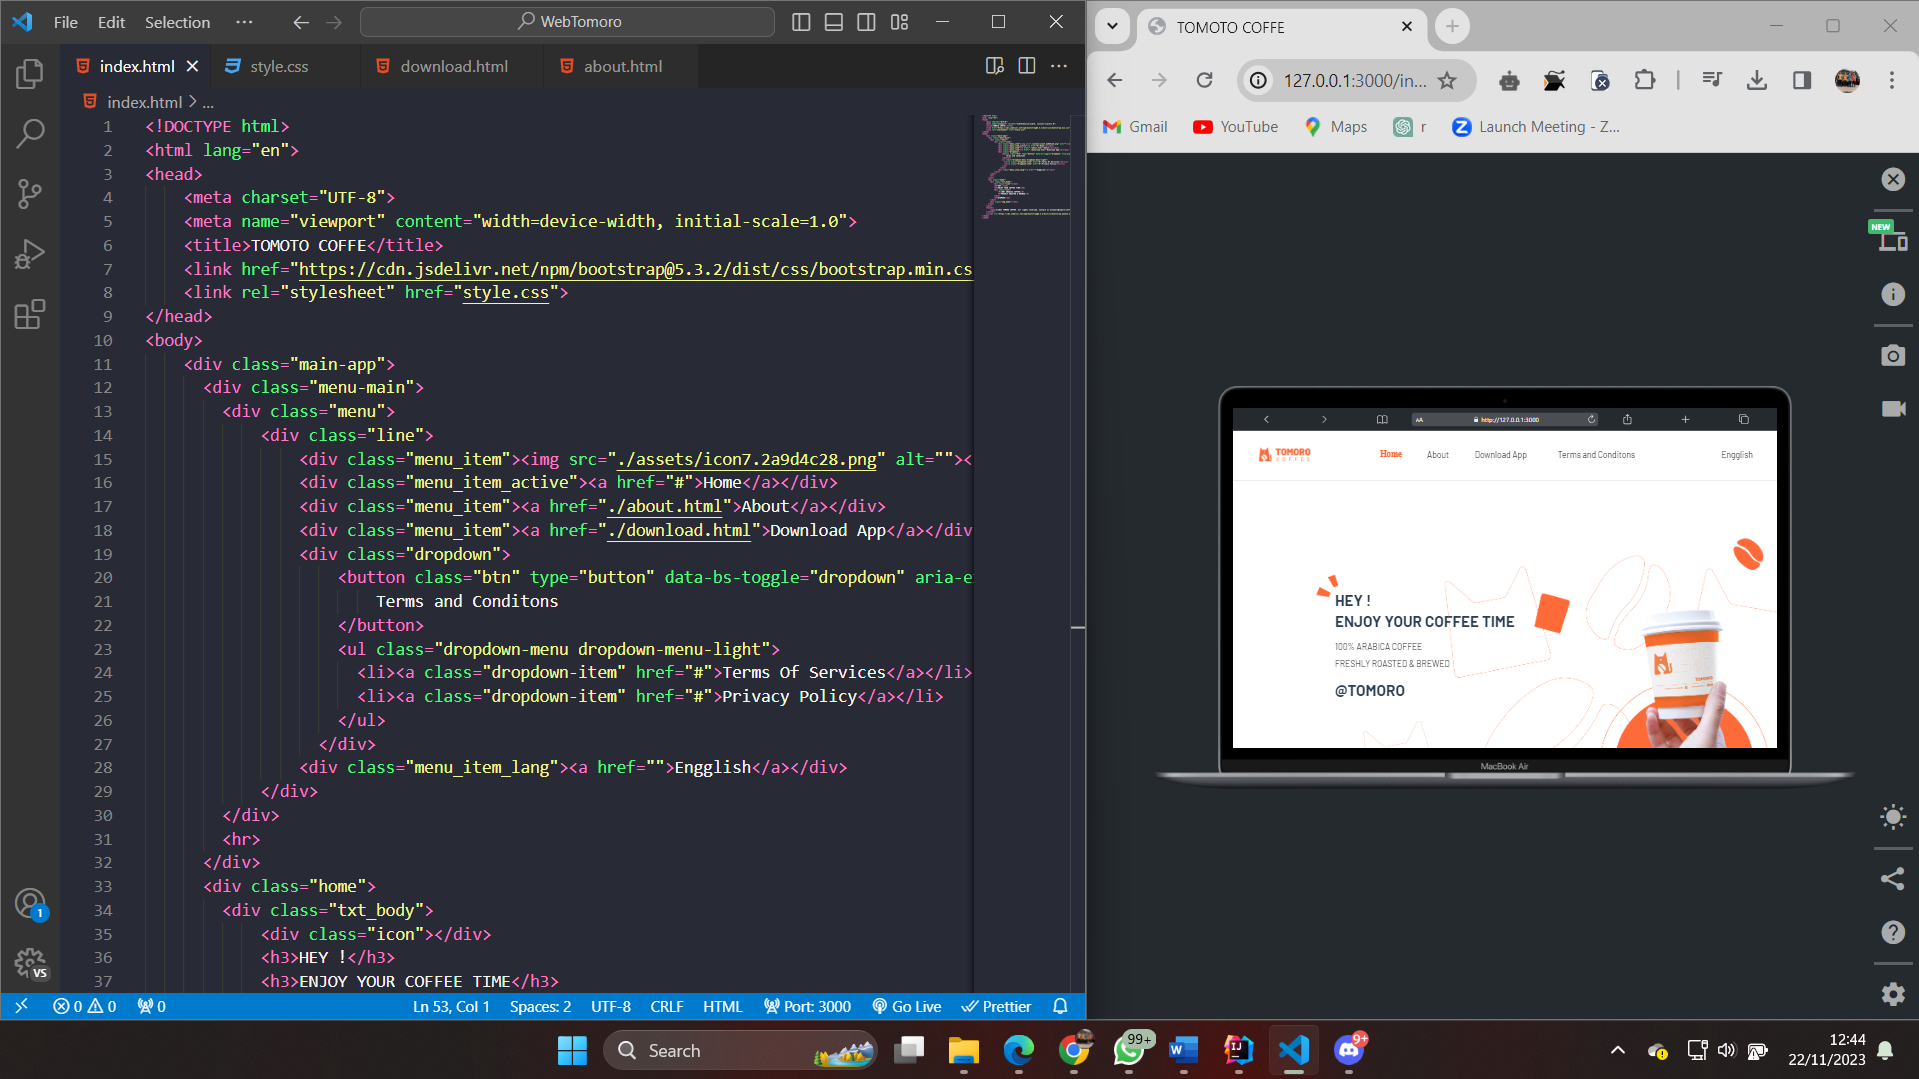 File Edit Selection ··· WebTomoro
index.html style.css download.html about.html
index.html > ...
1 <!DOCTYPE html>
2 <html lang="en">
3 <head>
4 <meta charset="UTF-8">
5 <meta name="viewport" content="width=device-width, initial-scale=1.0">
6 <title>TOMOTO COFFE</title>
7 <link href="https://cdn.jsdelivr.net/npm/bootstrap@5.3.2/dist/css/bootstrap.min.cs
8 <link rel="stylesheet" href="style.css">
9 </head>
10 <body>
11 <div class="main-app">
12 <div class="menu-main">
13 <div class="menu">
14 <div class="line">
15 <div class="menu_item"><img src="./assets/icon7.2a9d4c28.png" alt=""><
16 <div class="menu_item_active"><a href="#">Home</a></div>
17 <div class="menu_item"><a href="./about.html">About</a></div>
18 <div class="menu_item"><a href="./download.html">Download App</a></div
19 <div class="dropdown">
20 <button class="btn" type="button" data-bs-toggle="dropdown" aria-e
21 Terms and Conditons
22 </button>
23 <ul class="dropdown-menu dropdown-menu-light">
24 <li><a class="dropdown-item" href="#">Terms Of Services</a></li>
25 <li><a class="dropdown-item" href="#">Privacy Policy</a></li>
26 </ul>
27 </div>
28 <div class="menu_item_lang"><a href="">Engglish</a></div>
29 </div>
30 </div>
31 <hr>
32 </div>
33 <div class="home">
34 <div class="txt_body">
35 <div class="icon"></div>
36 <h3>HEY !</h3>
37 <h3>ENJOY YOUR COFFEE TIME</h3>
1
VS
0 0 0 Ln 53, Col 1 Spaces: 2 UTF-8 CRLF HTML Port: 3000 Go Live Prettier
TOMOTO COFFE
127.0.0.1:3000/in...
Gmail YouTube Maps r Launch Meeting - Z...
NEW
AA http://127.0.0.1:3000
TOMORO
COFFEE
Home About Download App Terms and Conditons Engglish
HEY !
ENJOY YOUR COFFEE TIME
100% ARABICA COFFEE
FRESHLY ROASTED & BREWED
@TOMORO
TOMORO
MacBook Air
Search
99+
9+
12:44
22/11/2023